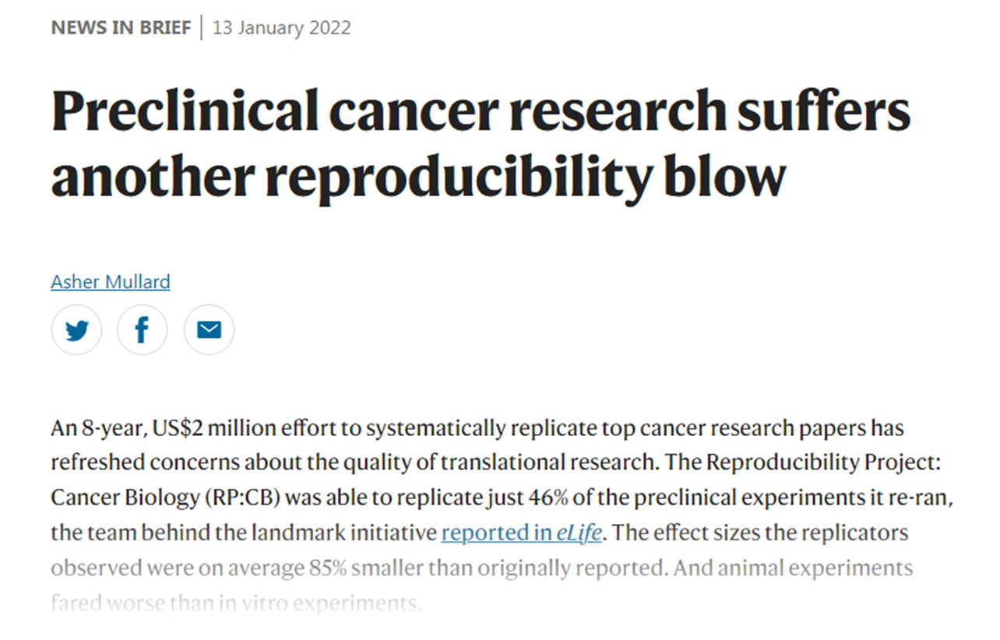 NEWS IN BRIEF | 13 January 2022
Preclinical cancer research suffers
another reproducibility blow
Asher Mullard
An 8-year, US$2 million effort to systematically replicate top cancer research papers has
refreshed concerns about the quality of translational research. The Reproducibility Project:
Cancer Biology (RP:CB) was able to replicate just 46% of the preclinical experiments it re-ran,
the team behind the landmark initiative reported in eLife. The effect sizes the replicators
observed were on average 85% smaller than originally reported. And animal experiments
fared worse than in vitro experiments.